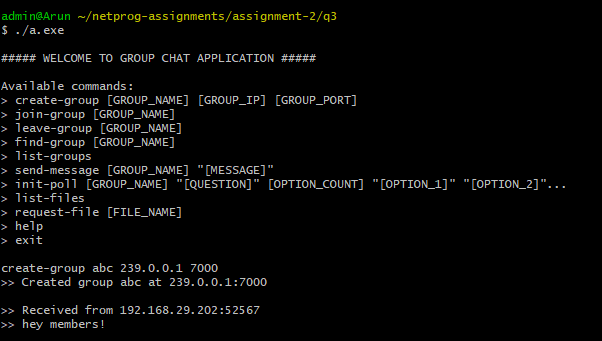 admin@Arun ~/netprog-assignments/assignment-2/q3
$ ./a.exe
##### WELCOME TO GROUP CHAT APPLICATION #####
Available commands:
> create-group [GROUP_NAME] [GROUP_IP] [GROUP_PORT]
> join-group [GROUP_NAME]
> leave-group [GROUP_NAME]
> find-group [GROUP_NAME]
> list-groups
> send-message [GROUP_NAME] "[MESSAGE]"
> init-poll [GROUP_NAME] "[QUESTION]" [OPTION_COUNT] "[OPTION_1]" "[OPTION_2]"...
> list-files
> request-file [FILE_NAME]
> help
> exit
create-group abc 239.0.0.1 7000
>> Created group abc at 239.0.0.1:7000
>> Received from 192.168.29.202:52567
>> hey members!